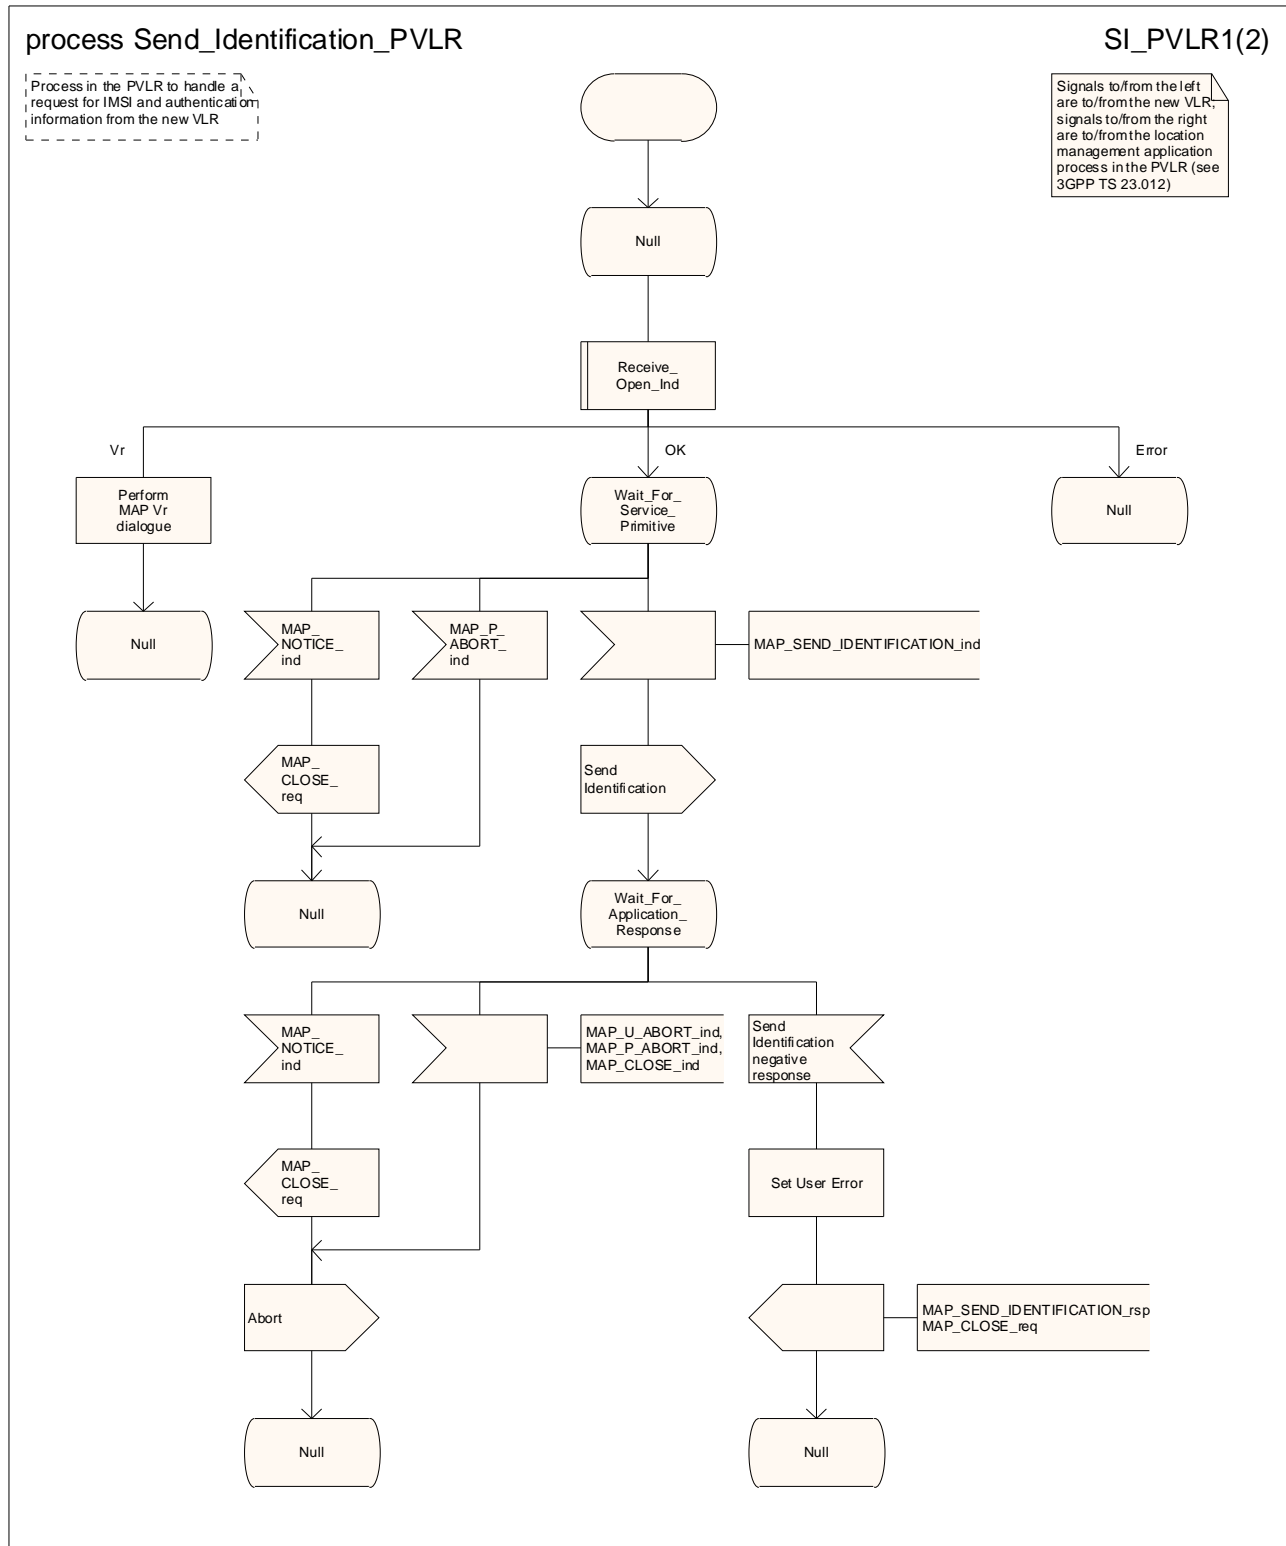 process Send_Identification_PVLR
SI_PVLR1(2)
Process in the PVLR to handle a
request for IMSI and authentication
information from the new VLR
Signals to/from the left
are to/from the new VLR;
signals to/from the right
are to/from the location
management application
process in the PVLR (see
3GPP TS 23.012)
Null
Receive_
Open_Ind
Vr
OK
Error
Perform
MAP Vr
dialogue
Wait_For_
Service_
Primitive
Null
Null
MAP_
NOTICE_
ind
MAP_P_
ABORT_
ind
MAP_SEND_IDENTIFICATION_ind
MAP_
CLOSE_
req
Send
Identification
Null
Wait_For_
Application_
Response
MAP_
NOTICE_
ind
MAP_U_ABORT_ind,
MAP_P_ABORT_ind,
MAP_CLOSE_ind
Send
Identification
negative
response
MAP_
CLOSE_
req
Set User Error
Abort
MAP_SEND_IDENTIFICATION_rsp
MAP_CLOSE_req
Null
Null